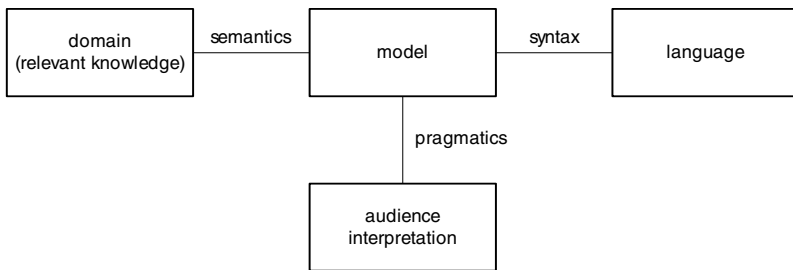 domain
(relevant knowledge)
semantics
model
syntax
language
pragmatics
audience
interpretation